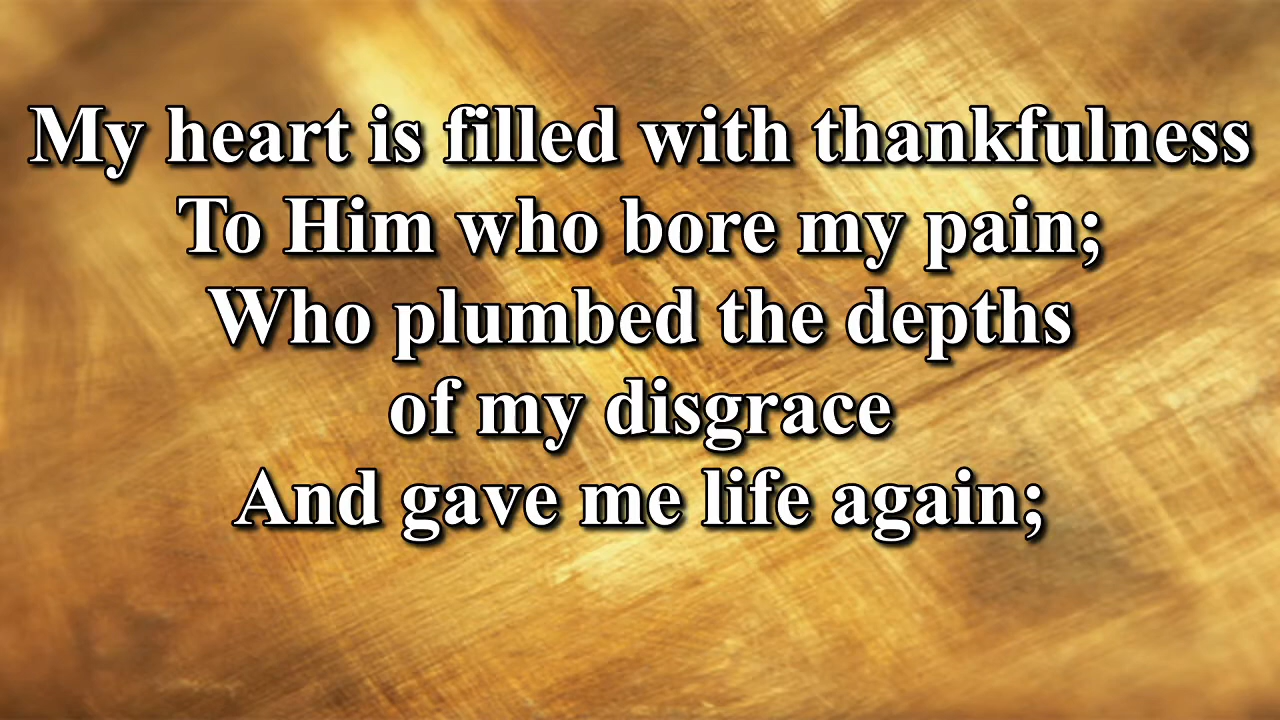 My heart is filled with thankfulness
To Him who bore my pain;
Who plumbed the depths
of my disgrace
And gave me life again;